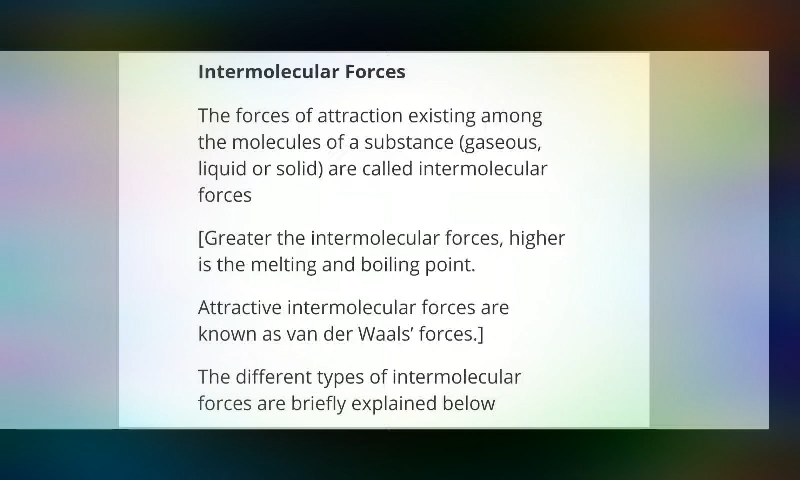 Intermolecular Forces
The forces of attraction existing among
the molecules of a substance (gaseous,
liquid or solid) are called intermolecular
forces
[Greater the intermolecular forces, higher
is the melting and boiling point.
Attractive intermolecular forces are
known as van der Waals’ forces.]
The different types of intermolecular
forces are briefly explained below